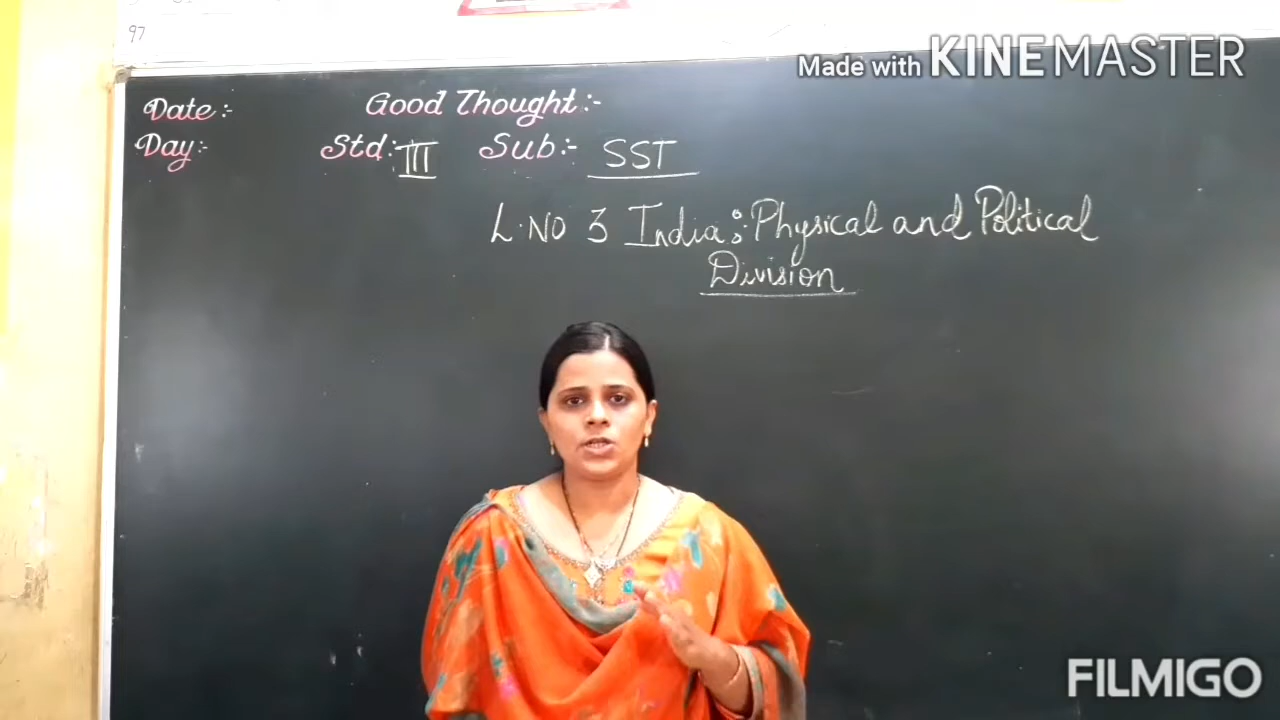 97
Made with KINEMASTER
Date:- Good Thought:-
Day:- Std:- III Sub:- SST
L.NO 3 India : Physical and Political
Division
FILMIGO